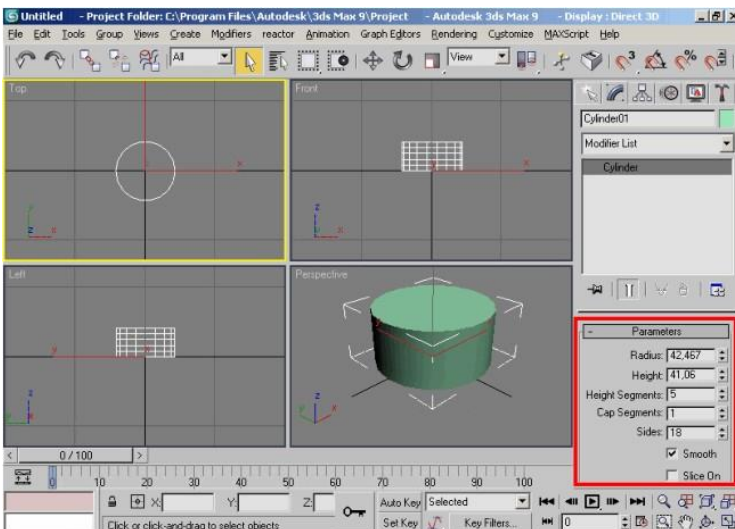 Untitled - Project Folder: C:\Program Files\Autodesk\3ds Max 9\Project - Autodesk 3ds Max 9 - Display : Direct 3D
File Edit Tools Group Views Create Modifiers reactor Animation Graph Editors Rendering Customize MAXScript Help
All View
Top
Front
Left
Perspective
Cylinder01
Modifier List
Cylinder
- Parameters
Radius: 42,467
Height: 41,06
Height Segments: 5
Cap Segments: 1
Sides: 18
Smooth
Slice On
0 / 100
0 10 20 30 40 50 60 70 80 90 100
X: Y: Z: Auto Key Selected
Click or click-and-drag to select objects Set Key Key Filters... 0